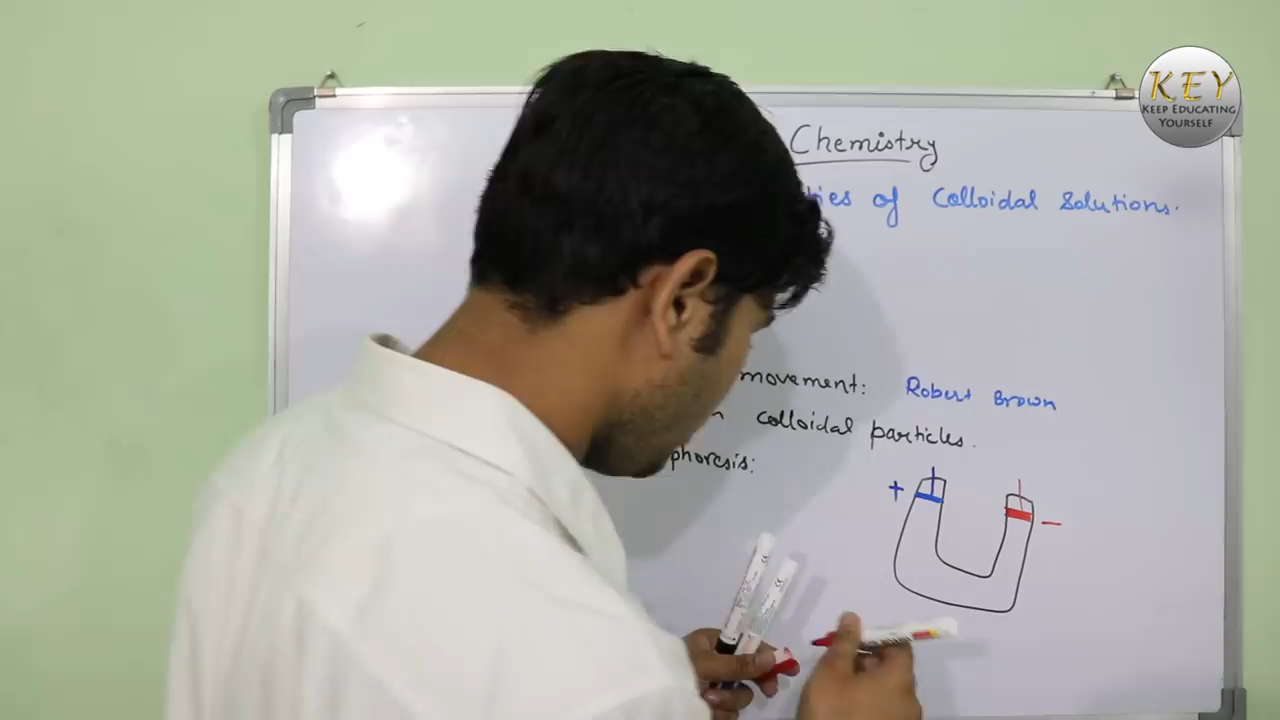 KEY
KEEP EDUCATING
YOURSELF
Chemistry
ties of Colloidal Solutions.
movement: Robert Brown
n colloidal particles.
phoresis:
+
-